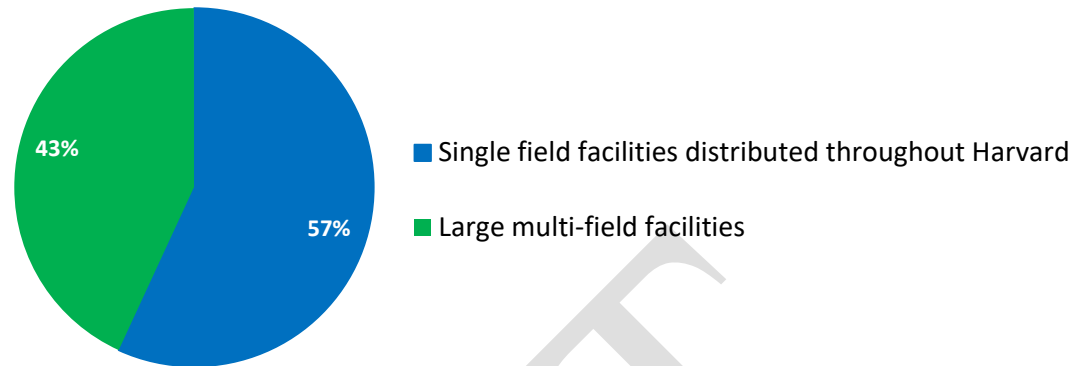 43%
57%
Single field facilities distributed throughout Harvard
Large multi-field facilities